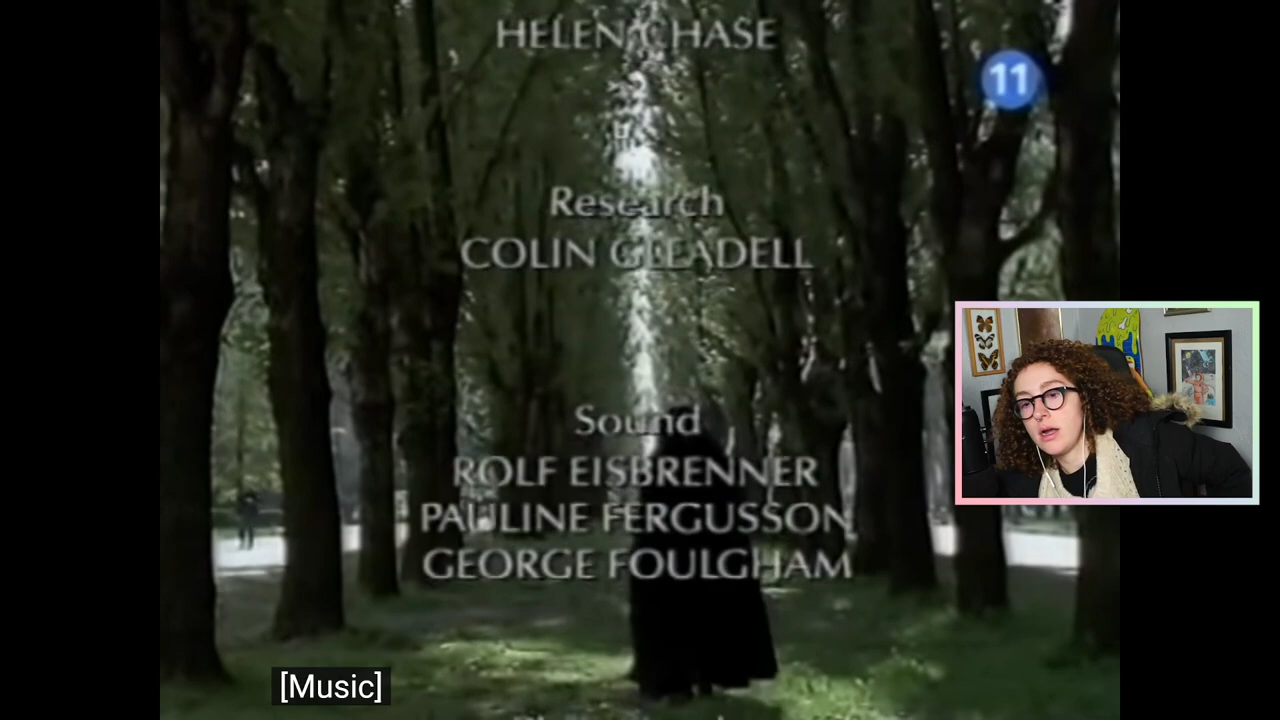 HELEN CHASE
11
Research
COLIN GLEADELL
Sound
ROLF EISBRENNER
PAULINE FERGUSSON
GEORGE FOULGHAM
[Music]